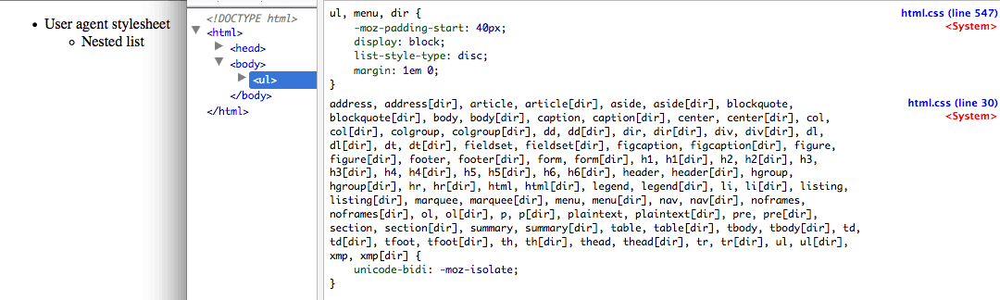 User agent stylesheet
Nested list
<!DOCTYPE html>
<html>
<head>
<body>
<ul>
</body>
</html>
ul, menu, dir {
html.css (line 547)
<System>
-moz-padding-start: 40px;
display: block;
list-style-type: disc;
margin: 1em 0;
}
address, address[dir], article, article[dir], aside, aside[dir], blockquote,
html.css (line 30)
<System>
blockquote[dir], body, body[dir], caption, caption[dir], center, center[dir], col,
col[dir], colgroup, colgroup[dir], dd, dd[dir], dir, dir[dir], div, div[dir], dl,
dl[dir], dt, dt[dir], fieldset, fieldset[dir], figcaption, figcaption[dir], figure,
figure[dir], footer, footer[dir], form, form[dir], h1, h1[dir], h2, h2[dir], h3,
h3[dir], h4, h4[dir], h5, h5[dir], h6, h6[dir], header, header[dir], hgroup,
hgroup[dir], hr, hr[dir], html, html[dir], legend, legend[dir], li, li[dir], listing,
listing[dir], marquee, marquee[dir], menu, menu[dir], nav, nav[dir], noframes,
noframes[dir], ol, ol[dir], p, p[dir], plaintext, plaintext[dir], pre, pre[dir],
section, section[dir], summary, summary[dir], table, table[dir], tbody, tbody[dir], td,
td[dir], tfoot, tfoot[dir], th, th[dir], thead, thead[dir], tr, tr[dir], ul, ul[dir],
xmp, xmp[dir] {
unicode-bidi: -moz-isolate;
}